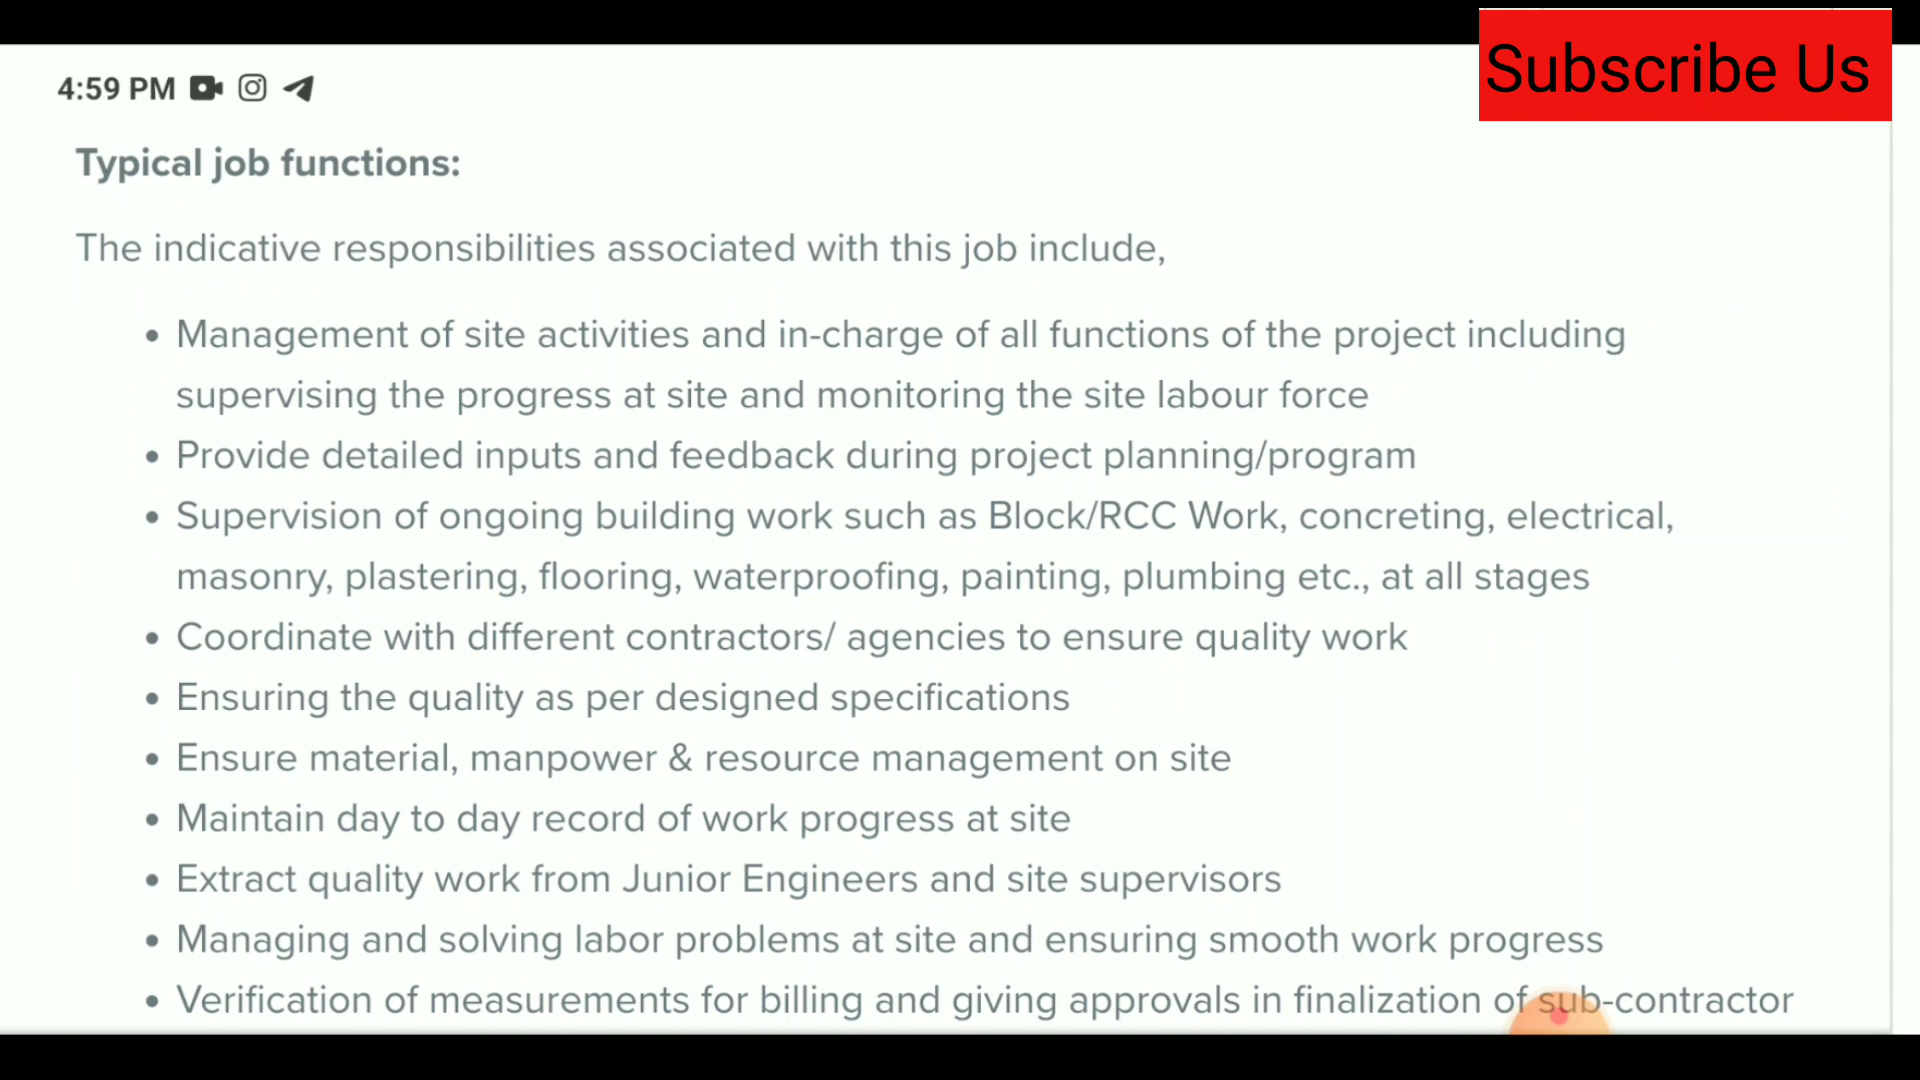 Subscribe Us
4:59 PM
Typical job functions:
The indicative responsibilities associated with this job include,
• Management of site activities and in-charge of all functions of the project including
supervising the progress at site and monitoring the site labour force
• Provide detailed inputs and feedback during project planning/program
• Supervision of ongoing building work such as Block/RCC Work, concreting, electrical,
masonry, plastering, flooring, waterproofing, painting, plumbing etc., at all stages
• Coordinate with different contractors/ agencies to ensure quality work
• Ensuring the quality as per designed specifications
• Ensure material, manpower & resource management on site
• Maintain day to day record of work progress at site
• Extract quality work from Junior Engineers and site supervisors
• Managing and solving labor problems at site and ensuring smooth work progress
• Verification of measurements for billing and giving approvals in finalization of sub-contractor